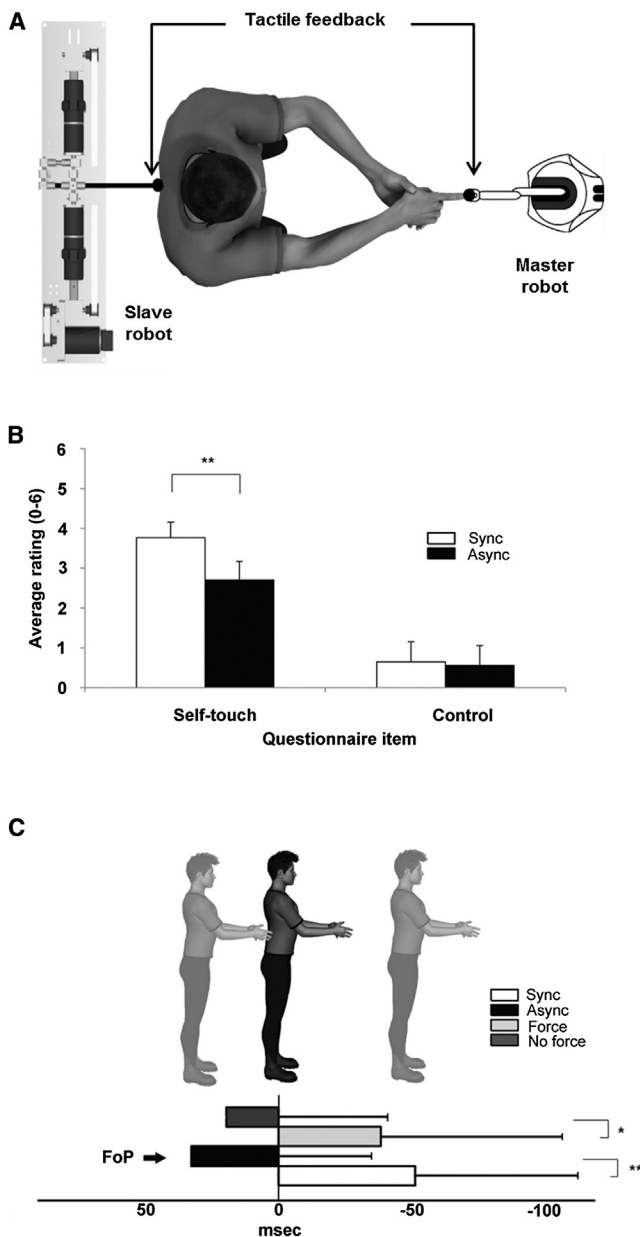 A
Tactile feedback
Slave
robot
Master
robot
B
Average rating (0-6)
6
5
4
3
2
1
0
**
Sync
Async
Self-touch
Control
Questionnaire item
C
Sync
Async
Force
No force
*
FoP
**
50
0
-50
-100
msec